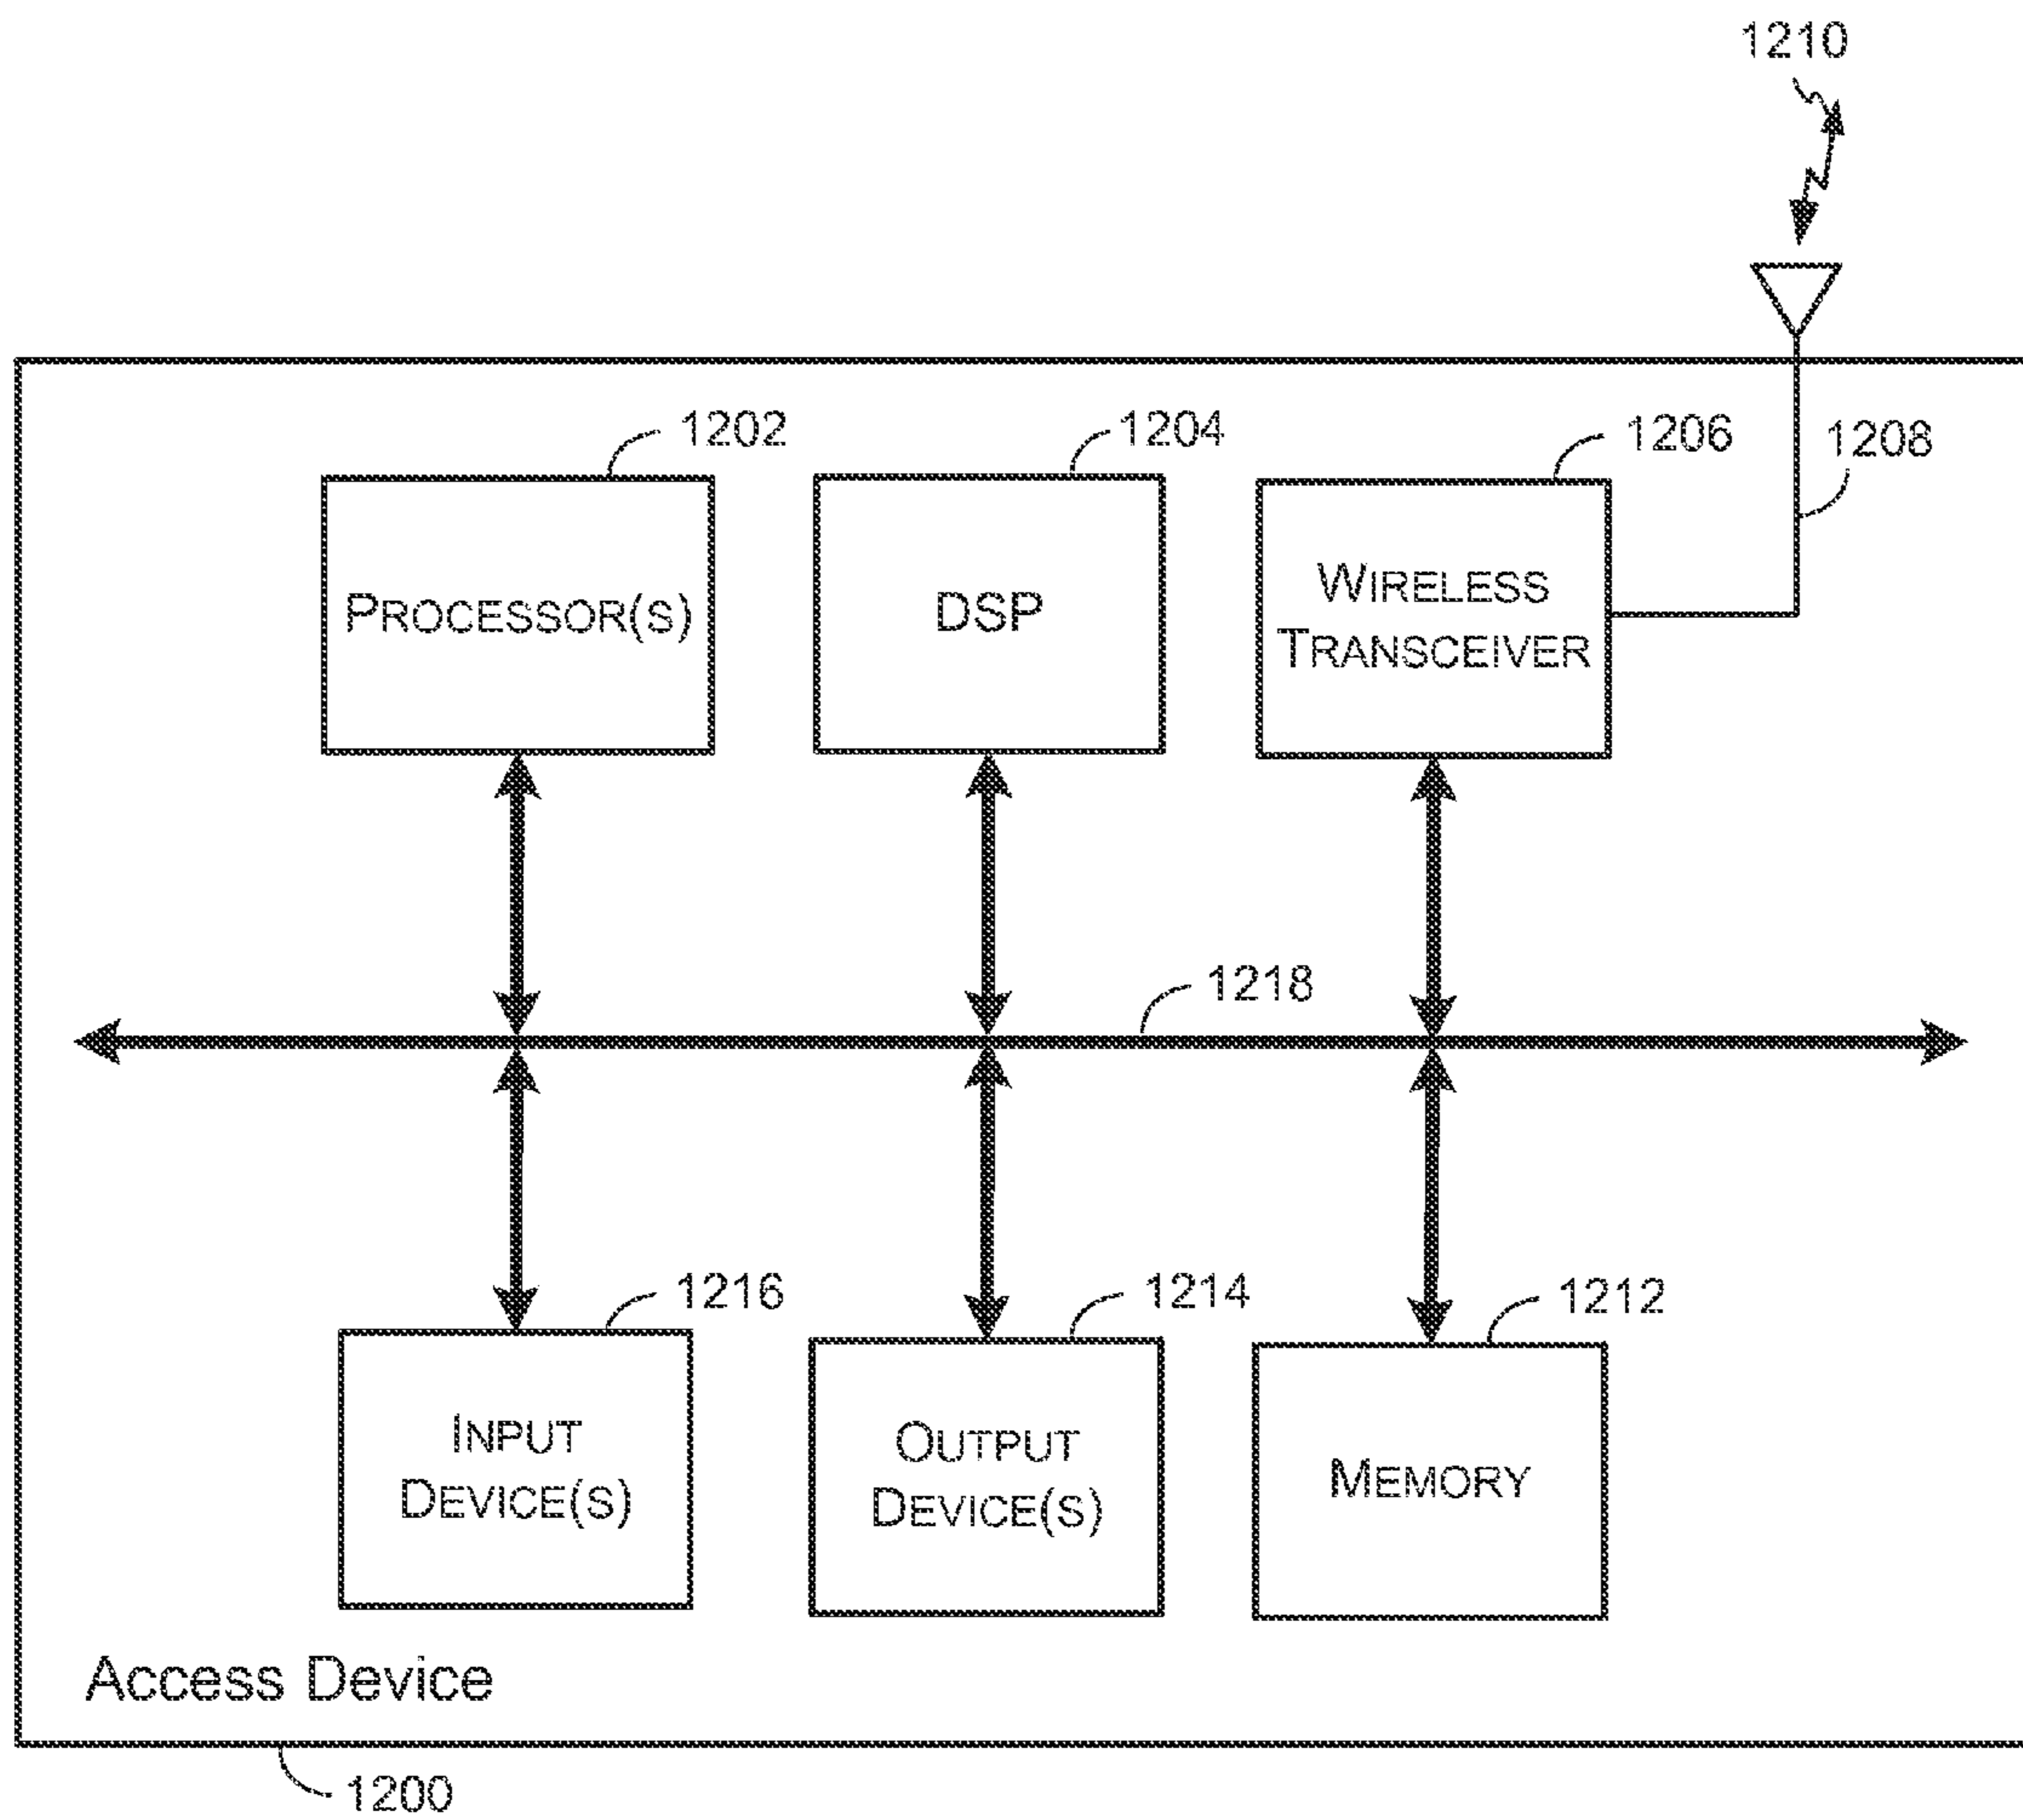 1210
1202
1204
1206
1208
PROCESSOR(S)
DSP
WIRELESS
TRANSCEIVER
1218
1216
1214
1212
INPUT
DEVICE(S)
OUTPUT
DEVICE(S)
MEMORY
Access Device
1200